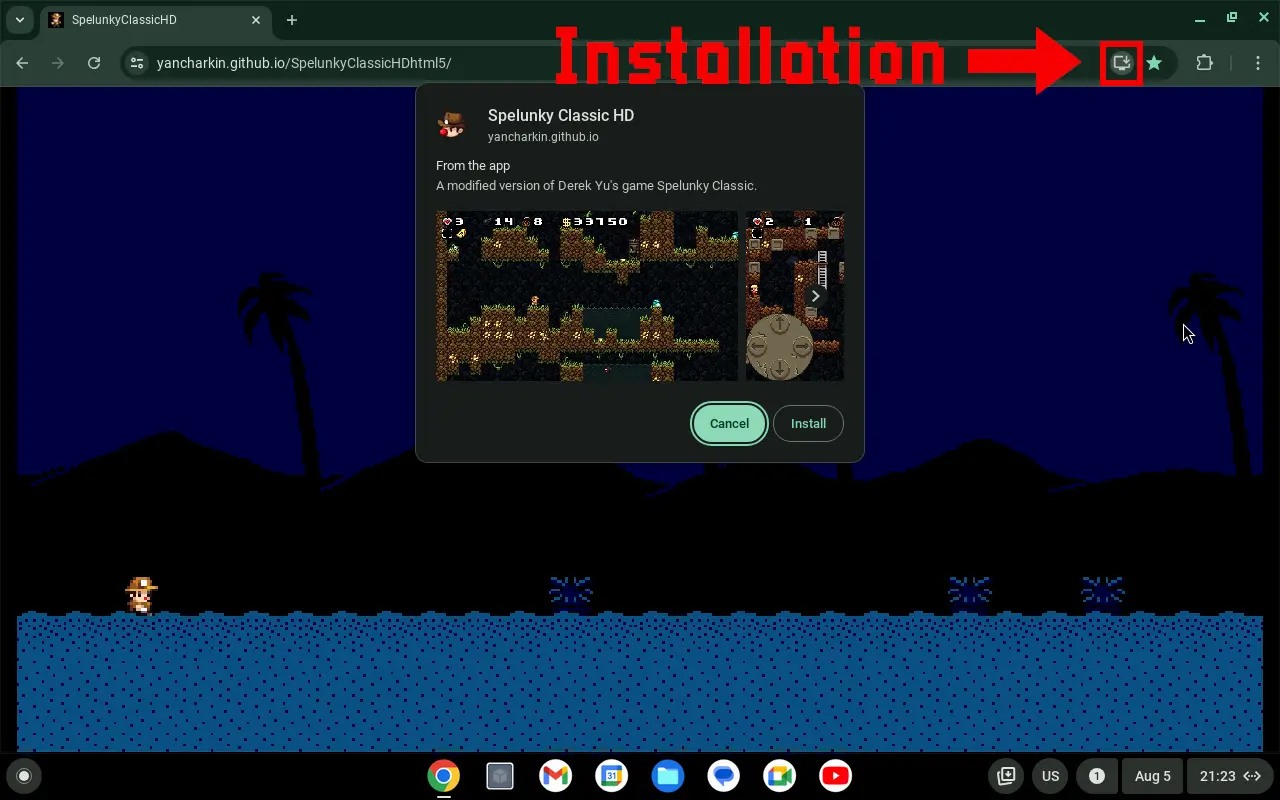 SpelunkyClassicHD
yancharkin.github.io/SpelunkyClassicHDhtml5/
Installation
Spelunky Classic HD
yancharkin.github.io
From the app
A modified version of Derek Yu's game Spelunky Classic.
3 14 8 $33750
2 1
Cancel
Install
31
US
1
Aug 5
21:23